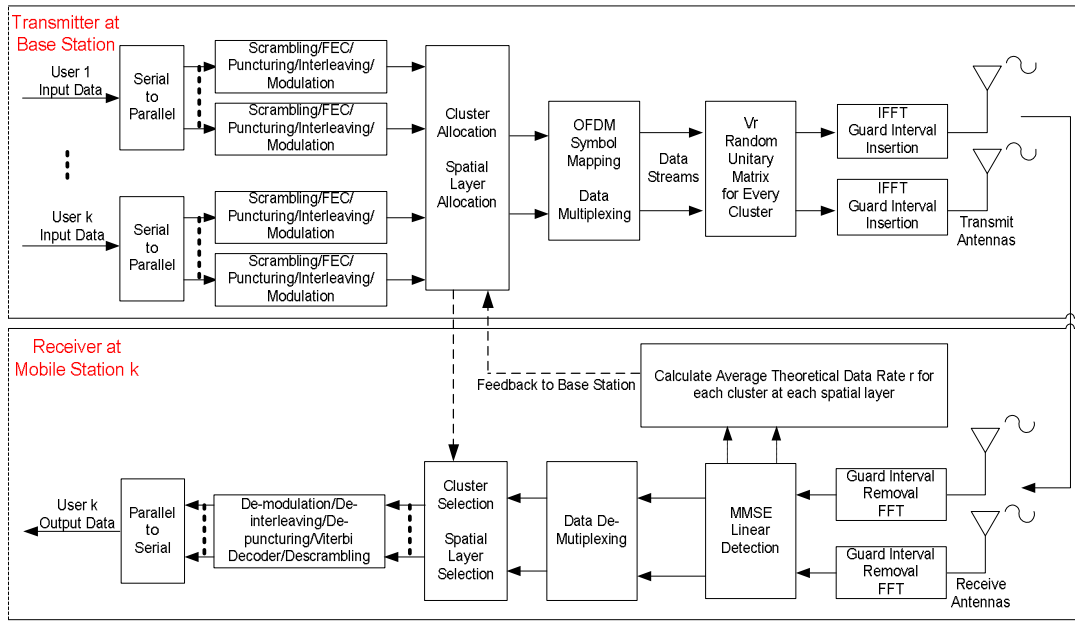 Transmitter at
Base Station
User 1
Input Data
Serial
to
Parallel
Scrambling/FEC/
Puncturing/Interleaving/
Modulation
Scrambling/FEC/
Puncturing/Interleaving/
Modulation
User k
Input Data
Serial
to
Parallel
Scrambling/FEC/
Puncturing/Interleaving/
Modulation
Scrambling/FEC/
Puncturing/Interleaving/
Modulation
Cluster
Allocation
Spatial
Layer
Allocation
OFDM
Symbol
Mapping
Data
Multiplexing
Data
Streams
Vr
Random
Unitary
Matrix
for Every
Cluster
IFFT
Guard Interval
Insertion
IFFT
Guard Interval
Insertion
Transmit
Antennas
Receiver at
Mobile Station k
Feedback to Base Station
Calculate Average Theoretical Data Rate r for
each cluster at each spatial layer
User k
Output Data
Parallel
to
Serial
De-modulation/De-
interleaving/De-
puncturing/Viterbi
Decoder/Descrambling
Cluster
Selection
Spatial
Layer
Selection
Data De-
Mutiplexing
MMSE
Linear
Detection
Guard Interval
Removal
FFT
Guard Interval
Removal
FFT
Receive
Antennas